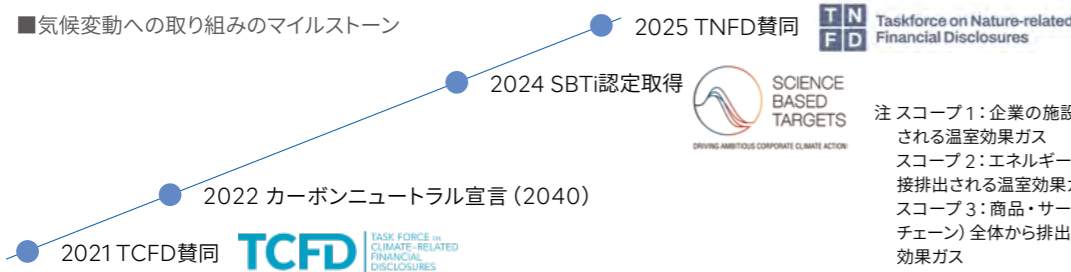 ■気候変動への取り組みのマイルストーン
2025 TNFD賛同
TN
FD
Taskforce on Nature-related
Financial Disclosures
2024 SBTi認定取得
SCIENCE
BASED
TARGETS
DRIVING AMBITIOUS CORPORATE CLIMATE ACTION
2022 カーボンニュートラル宣言（2040）
2021 TCFD賛同
TCFD
TASK FORCE ON
CLIMATE-RELATED
FINANCIAL
DISCLOSURES
注 スコープ 1：企業の施設
される温室効果ガス
スコープ 2：エネルギー
接排出される温室効果
スコープ 3：商品・サー
チェーン）全体から排出
効果ガス